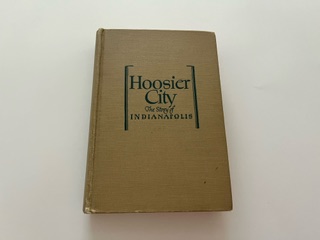 Hoosier
City
The Story of
INDIANAPOLIS